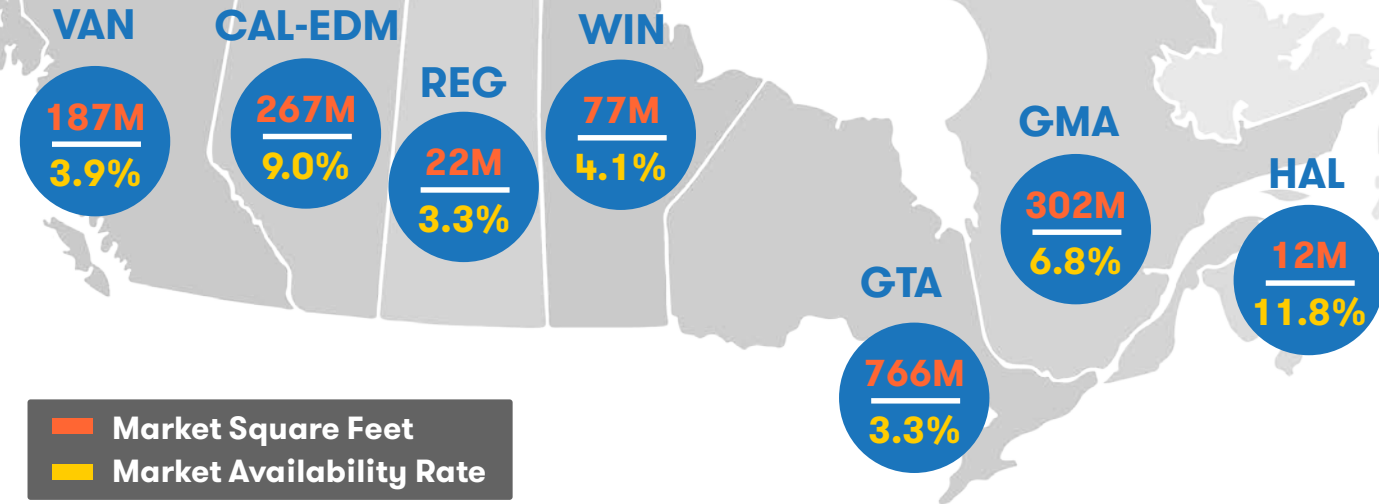 VAN
187M
3.9%
CAL-EDM
267M
9.0%
REG
22M
3.3%
WIN
77M
4.1%
GTA
766M
3.3%
GMA
302M
6.8%
HAL
12M
11.8%
Market Square Feet
Market Availability Rate